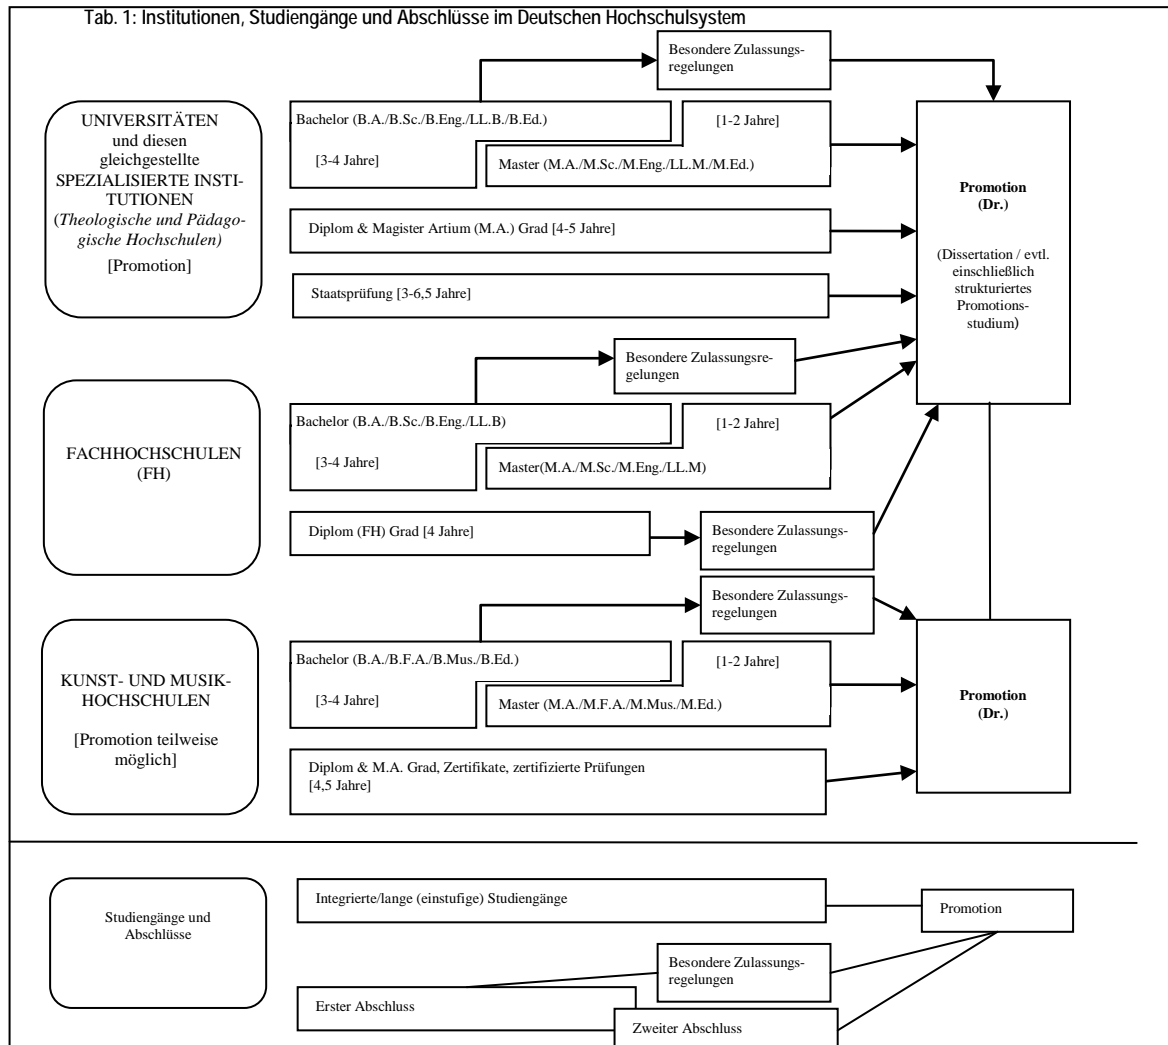 Tab. 1: Institutionen, Studiengänge und Abschlüsse im Deutschen Hochschulsystem
Besondere Zulassungs-
regelungen
UNIVERSITÄTEN
und diesen
gleichgestellte
SPEZIALISIERTE INSTI-
TUTIONEN
(Theologische und Pädago-
gische Hochschulen)
[Promotion]
Bachelor (B.A./B.Sc./B.Eng./LL.B./B.Ed.)
[3-4 Jahre]
[1-2 Jahre]
Master (M.A./M.Sc./M.Eng./LL.M./M.Ed.)
Diplom & Magister Artium (M.A.) Grad [4-5 Jahre]
Staatsprüfung [3-6,5 Jahre]
Promotion
(Dr.)
(Dissertation / evtl.
einschließlich
strukturiertes
Promotions-
studium)
FACHHOCHSCHULEN
(FH)
Besondere Zulassungsre-
gelungen
Bachelor (B.A./B.Sc./B.Eng./LL.B)
[3-4 Jahre]
[1-2 Jahre]
Master(M.A./M.Sc./M.Eng./LL.M)
Diplom (FH) Grad [4 Jahre]
Besondere Zulassungs-
regelungen
KUNST- UND MUSIK-
HOCHSCHULEN
[Promotion teilweise
möglich]
Besondere Zulassungs-
regelungen
Bachelor (B.A./B.F.A./B.Mus./B.Ed.)
[3-4 Jahre]
[1-2 Jahre]
Master (M.A./M.F.A./M.Mus./M.Ed.)
Diplom & M.A. Grad, Zertifikate, zertifizierte Prüfungen
[4,5 Jahre]
Promotion
(Dr.)
Studiengänge und
Abschlüsse
Integrierte/lange (einstufige) Studiengänge
Promotion
Besondere Zulassungs-
regelungen
Erster Abschluss
Zweiter Abschluss